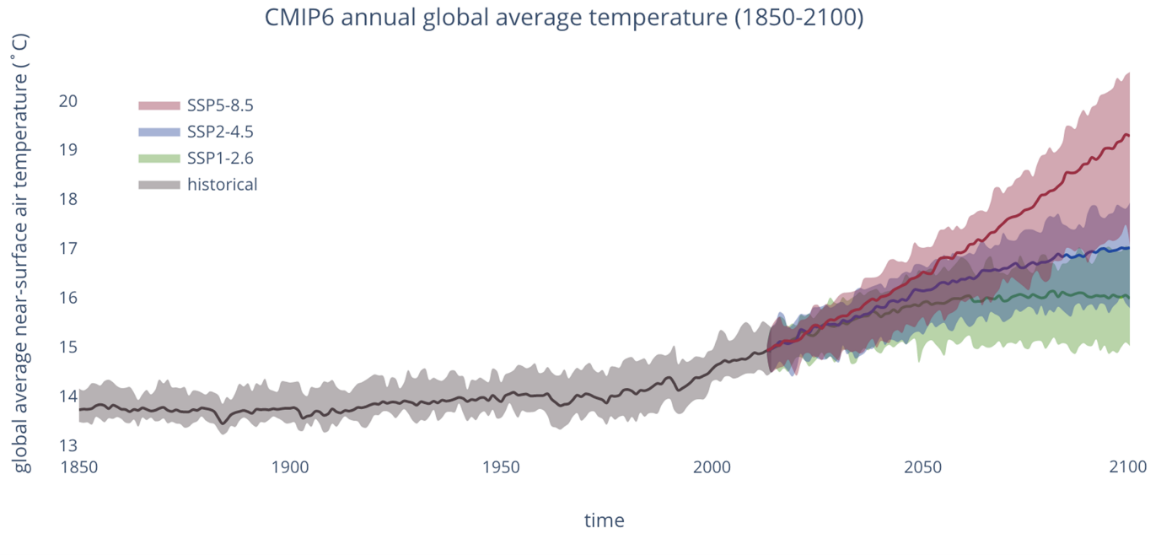 CMIP6 annual global average temperature (1850-2100)
global average near-surface air temperature (˚C)
20
19
18
17
16
15
14
13
SSP5-8.5
SSP2-4.5
SSP1-2.6
historical
1850
1900
1950
2000
2050
2100
time